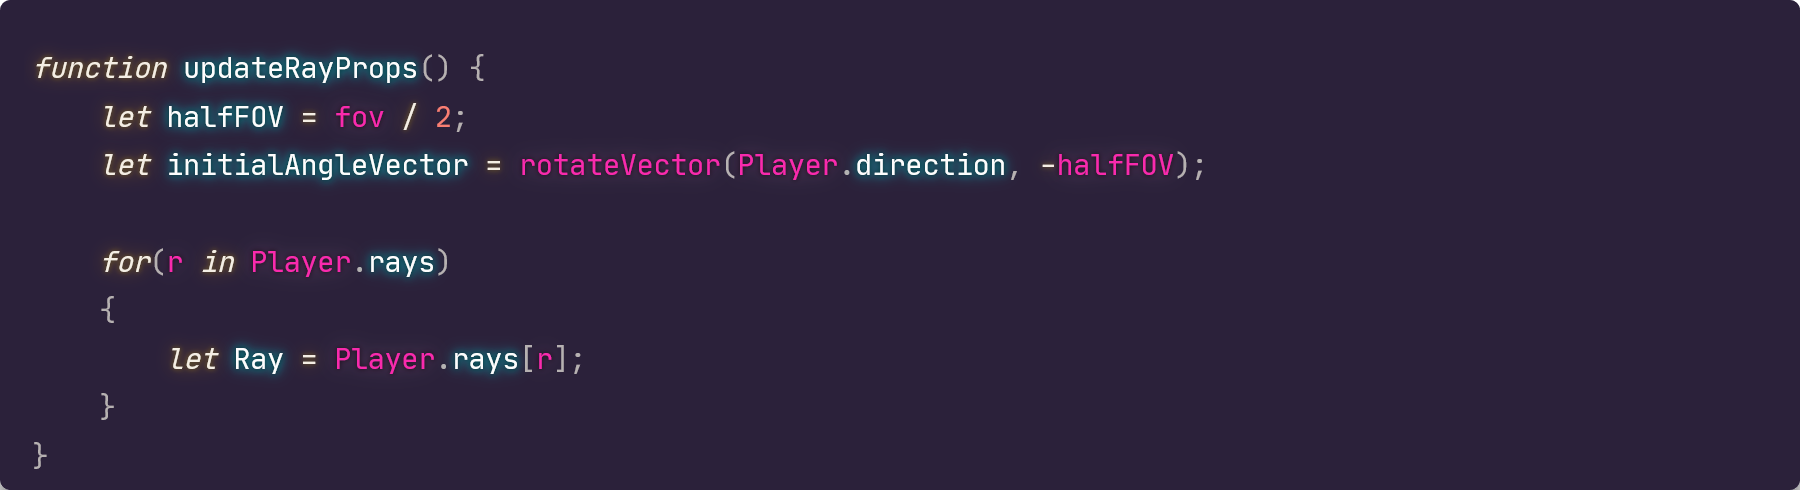 function updateRayProps() {
    let halfFOV = fov / 2;
    let initialAngleVector = rotateVector(Player.direction, -halfFOV);

    for(r in Player.rays)
    {
        let Ray = Player.rays[r];
    }
}